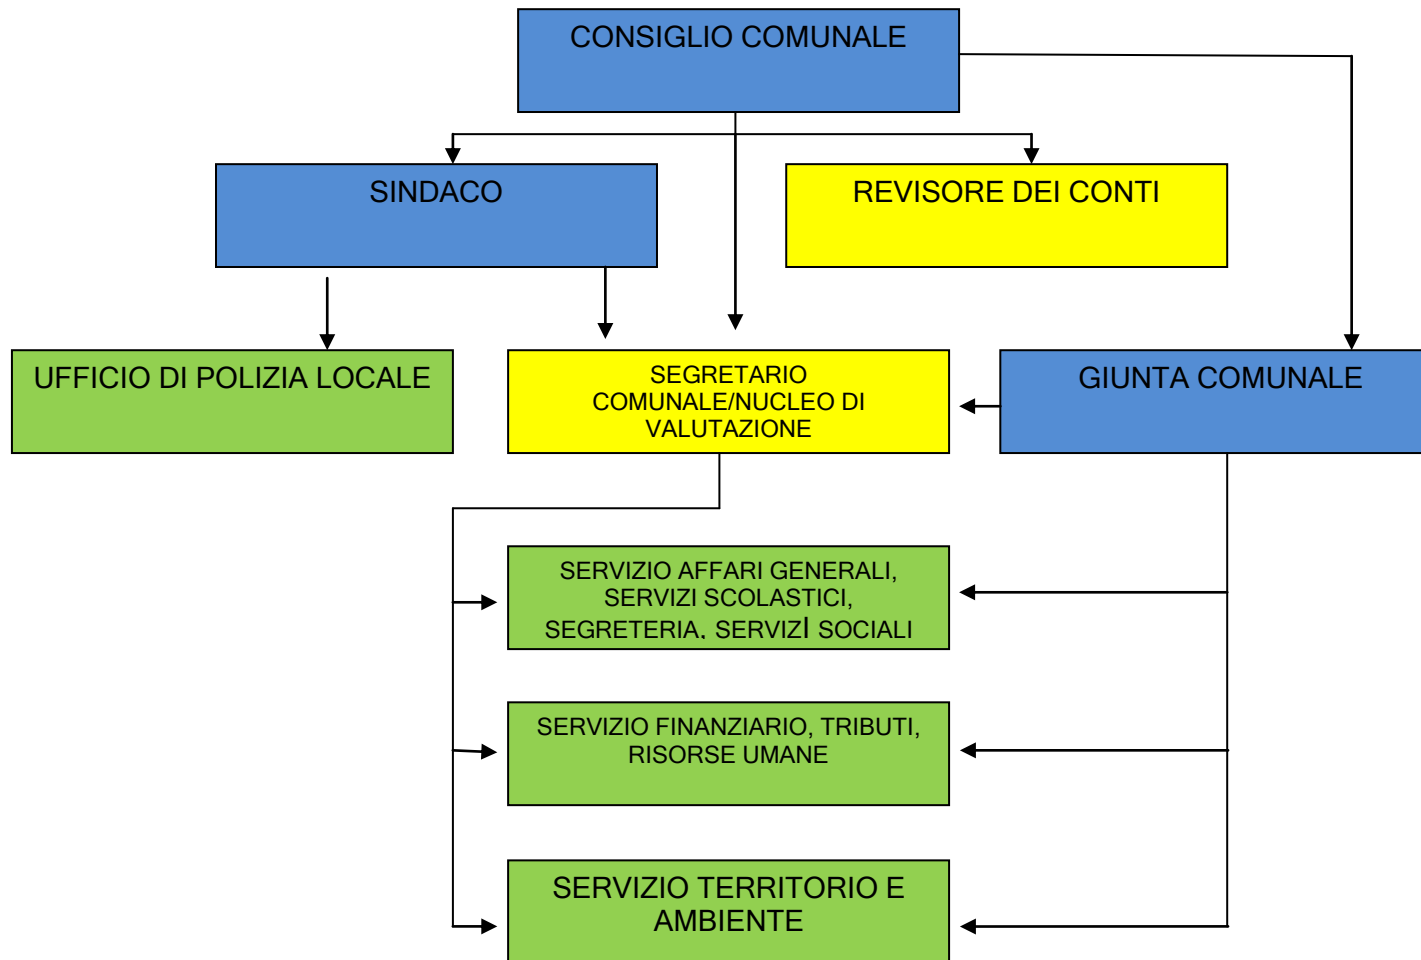 CONSIGLIO COMUNALE
SINDACO
REVISORE DEI CONTI
UFFICIO DI POLIZIA LOCALE
SEGRETARIO
COMUNALE/NUCLEO DI
VALUTAZIONE
GIUNTA COMUNALE
SERVIZIO AFFARI GENERALI,
SERVIZI SCOLASTICI,
SEGRETERIA, SERVIZI SOCIALI
SERVIZIO FINANZIARIO, TRIBUTI,
RISORSE UMANE
SERVIZIO TERRITORIO E
AMBIENTE